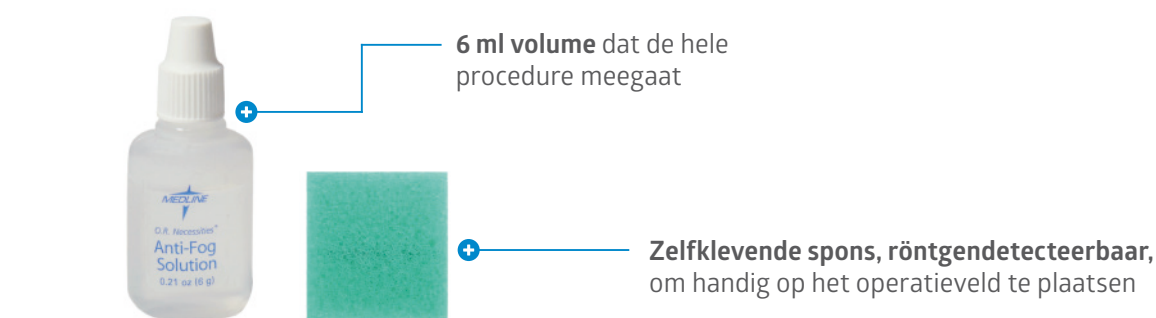 6 ml volume dat de hele
procedure meegaat
MEDLINE
O.R. Necessities™
Anti-Fog
Solution
0.21 oz (6 g)
Zelfklevende spons, röntgendetecteerbaar,
om handig op het operatieveld te plaatsen